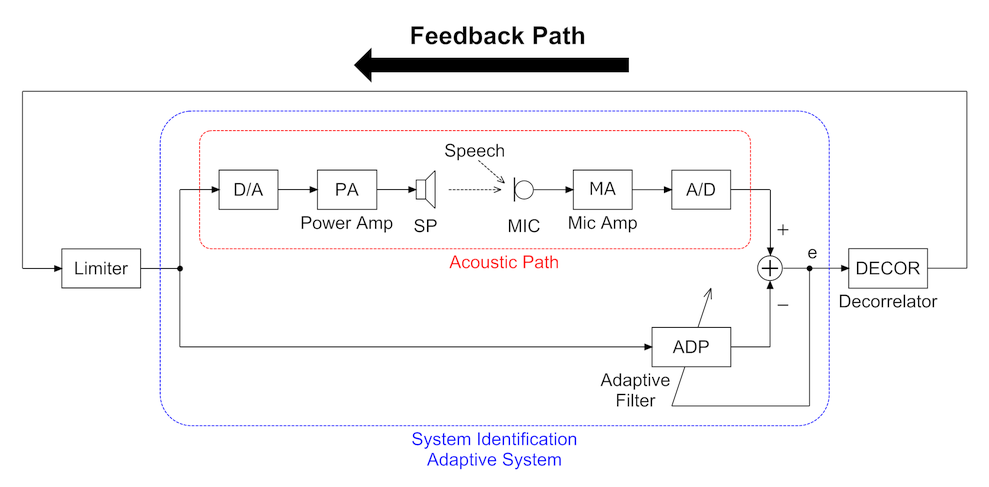 Feedback Path
Speech
D/A
PA
MA
A/D
Power Amp
SP
MIC
Mic Amp
+
Acoustic Path
Limiter
+
e
DECOR
Decorrelator
−
ADP
Adaptive
Filter
System Identification
Adaptive System